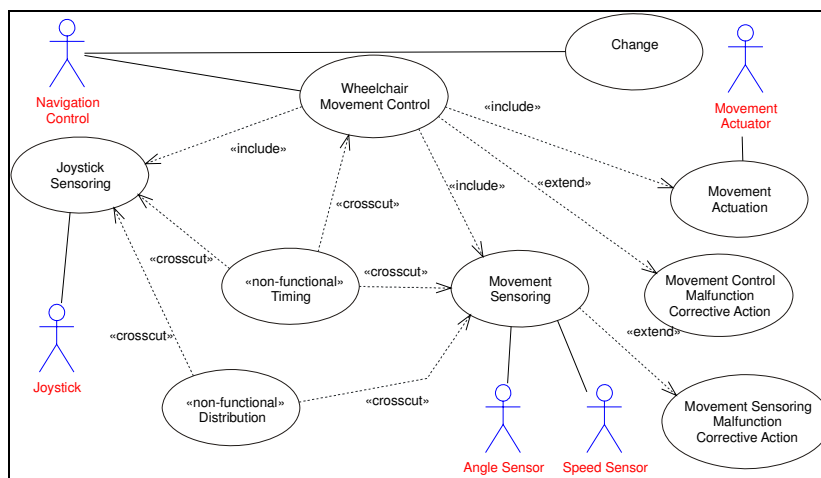 Change
Wheelchair
Movement Control
Navigation
Control
Movement
Actuator
«include»
«include»
Joystick
Sensoring
«include»
«extend»
Movement
Actuation
«crosscut»
«crosscut»
«non-functional»
Timing
«crosscut»
Movement
Sensoring
Movement Control
Malfunction
Corrective Action
«crosscut»
«extend»
Joystick
«non-functional»
Distribution
«crosscut»
Movement Sensoring
Malfunction
Corrective Action
Angle Sensor
Speed Sensor